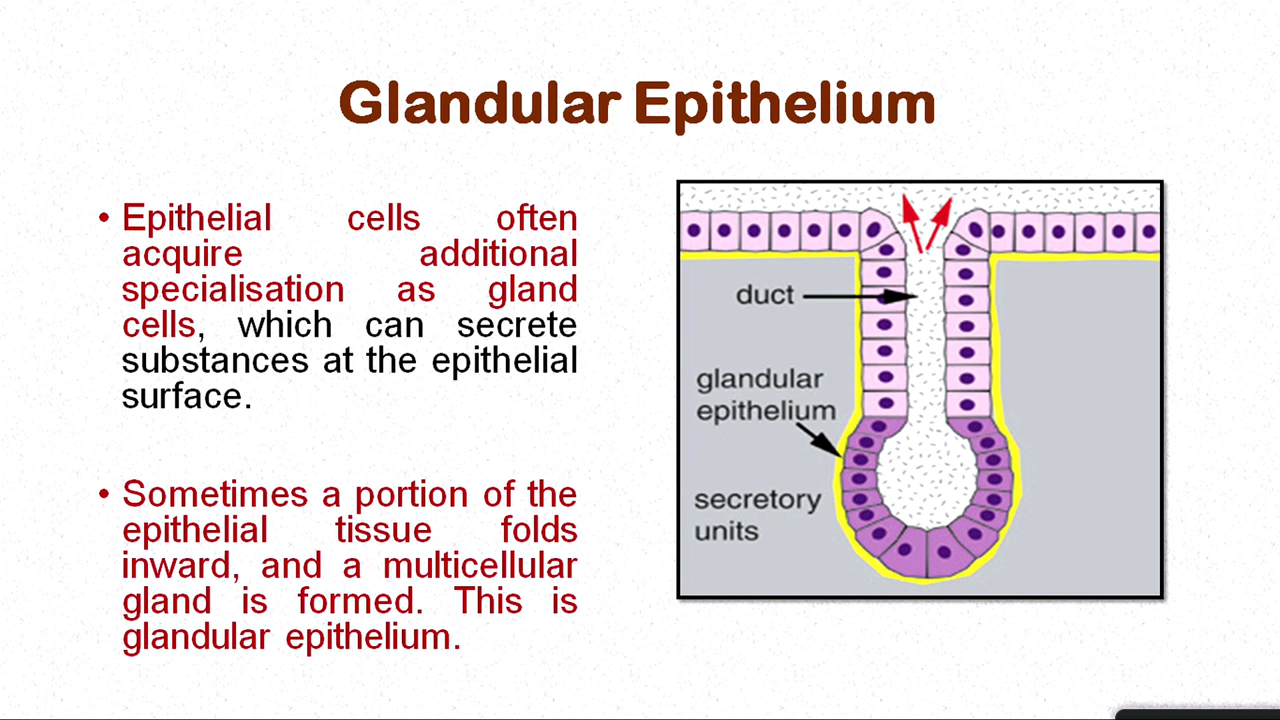 Glandular Epithelium
• Epithelial cells often
acquire additional
specialisation as gland
cells, which can secrete
substances at the epithelial
surface.
• Sometimes a portion of the
epithelial tissue folds
inward, and a multicellular
gland is formed. This is
glandular epithelium.
duct
glandular
epithelium
secretory
units